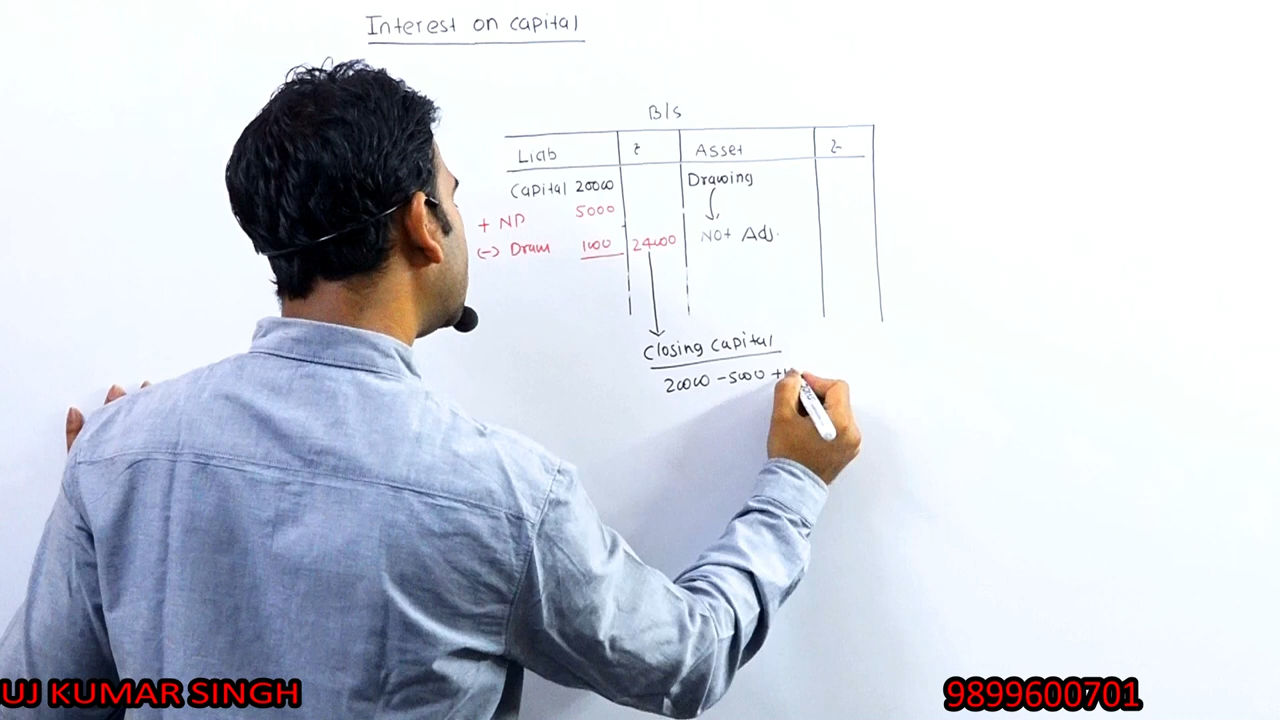 Interest on capital
B/S
Liab ₹ Asset ₹
Capital 20000 Drawing
+ NP 5000
(-) Draw 1000 24000 Not Adj.
Closing capital
20000 - 5000 +
UJ KUMAR SINGH
9899600701